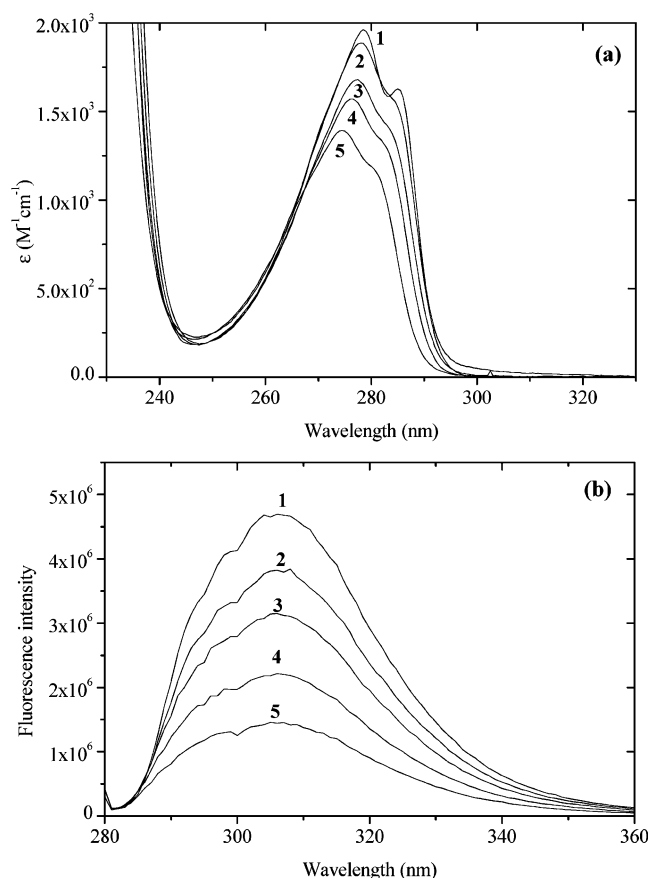 2.0x10³
1.5x10³
1.0x10³
5.0x10²
0.0
ε (M⁻¹cm⁻¹)
(a)
1
2
3
4
5
240 260 280 300 320
Wavelength (nm)
5x10⁶
4x10⁶
3x10⁶
2x10⁶
1x10⁶
0
Fluorescence intensity
(b)
1
2
3
4
5
280 300 320 340 360
Wavelength (nm)